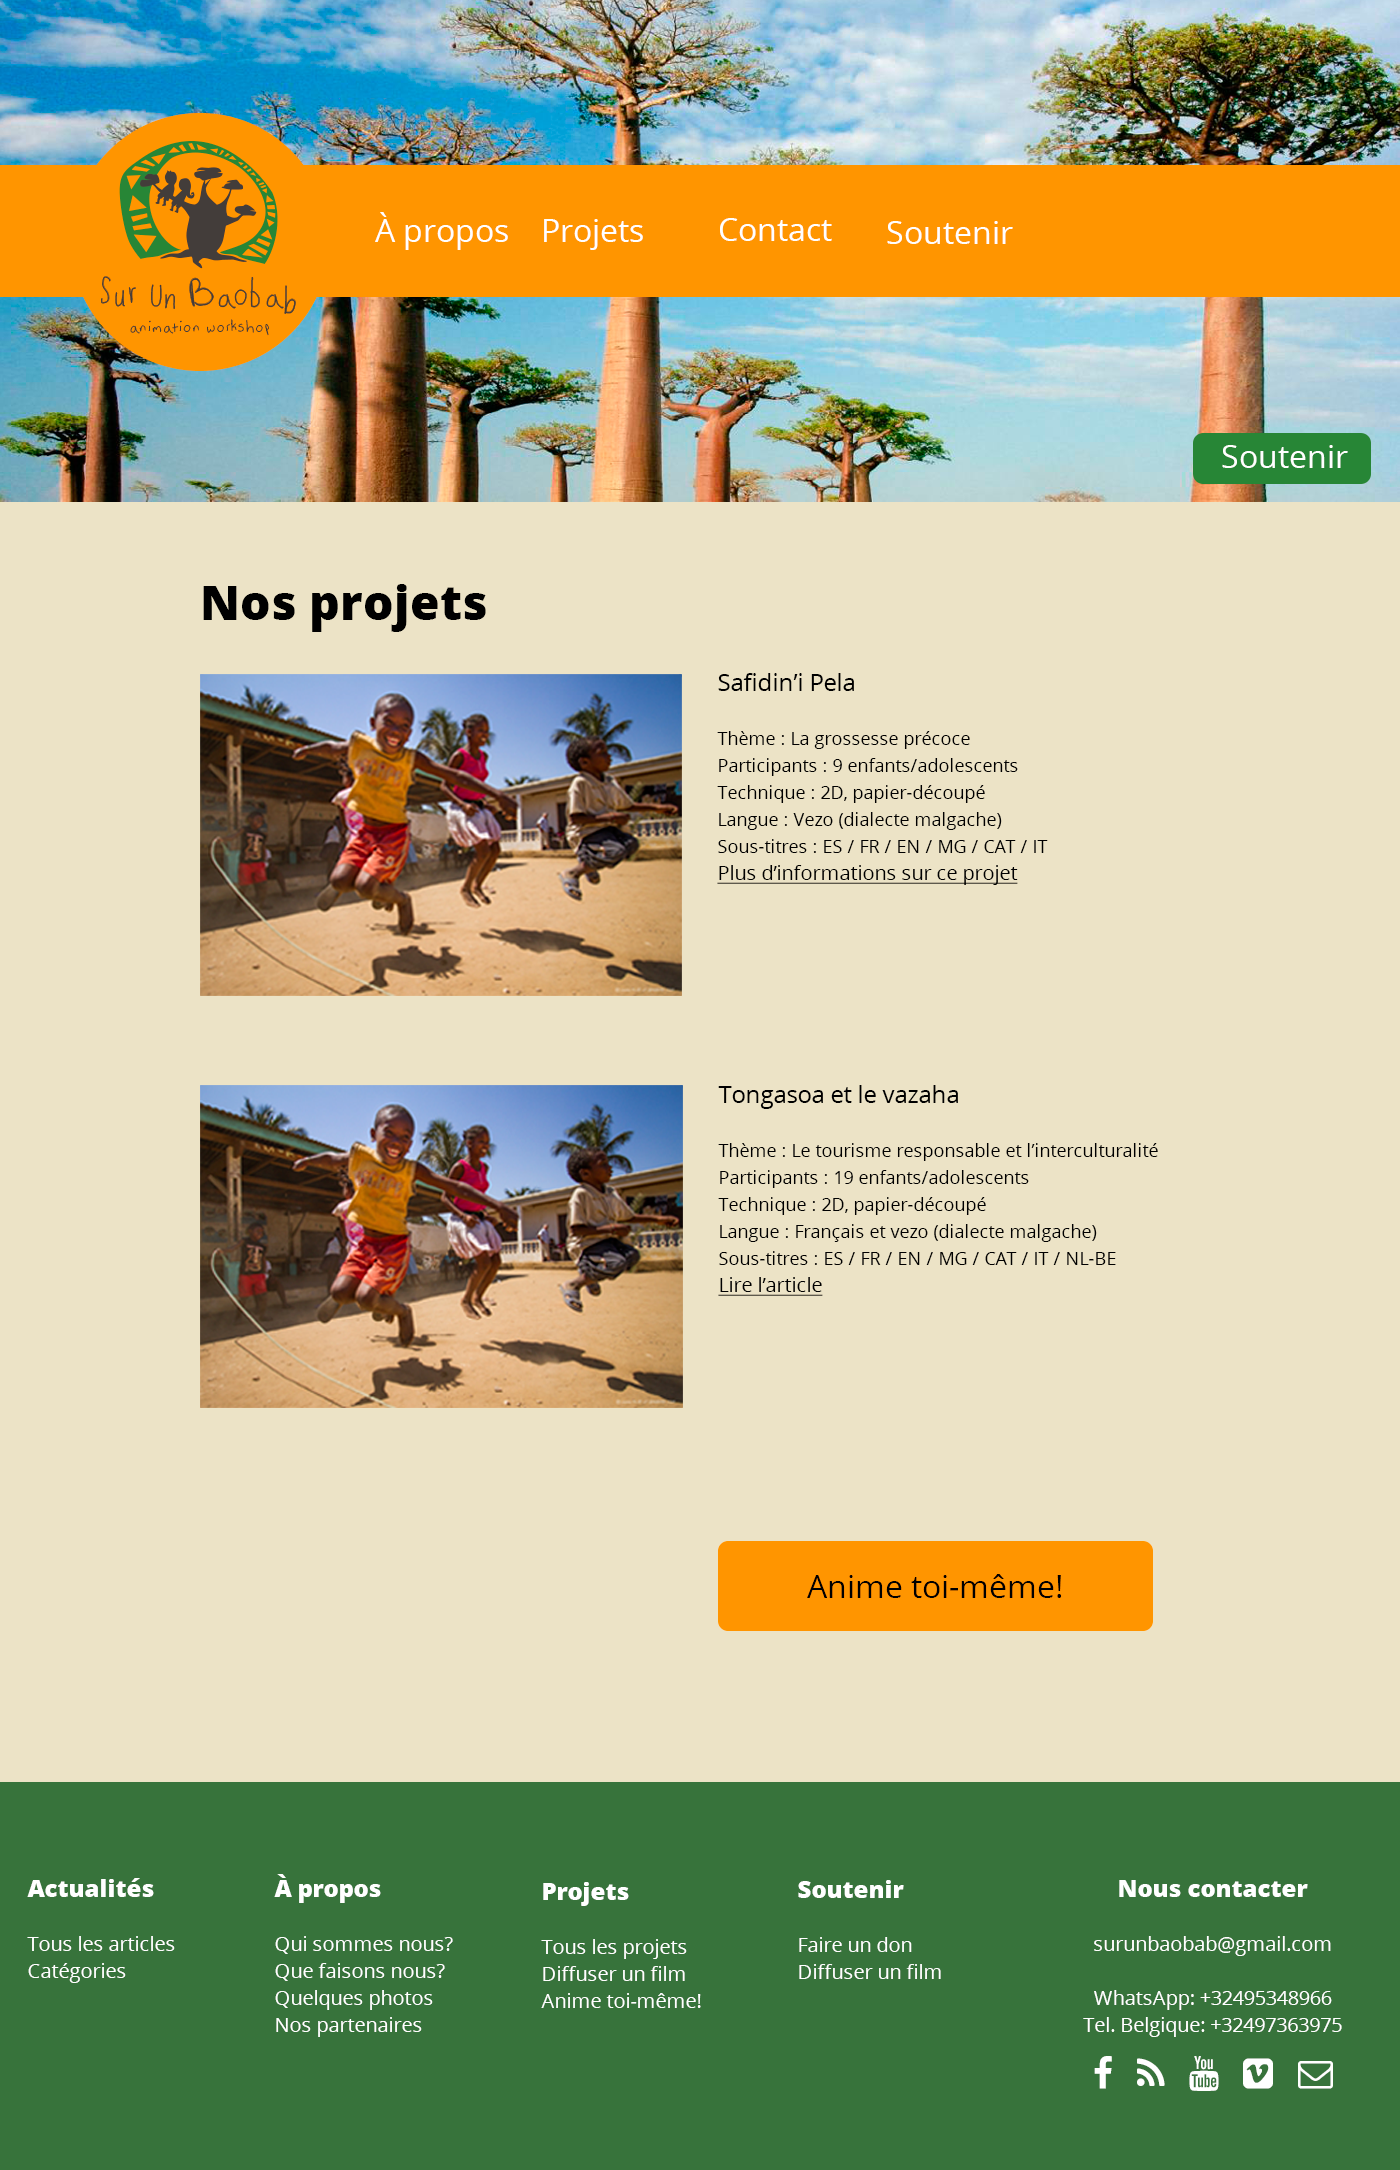 Sur Un Baobab
animation workshop
À propos
Projets
Contact
Soutenir
Soutenir
Nos projets
Safidin’i Pela
Thème : La grossesse précoce
Participants : 9 enfants/adolescents
Technique : 2D, papier-découpé
Langue : Vezo (dialecte malgache)
Sous-titres : ES / FR / EN / MG / CAT / IT
Plus d’informations sur ce projet
Tongasoa et le vazaha
Thème : Le tourisme responsable et l’interculturalité
Participants : 19 enfants/adolescents
Technique : 2D, papier-découpé
Langue : Français et vezo (dialecte malgache)
Sous-titres : ES / FR / EN / MG / CAT / IT / NL-BE
Lire l’article
Anime toi-même!
Actualités
Tous les articles
Catégories
À propos
Qui sommes nous?
Que faisons nous?
Quelques photos
Nos partenaires
Projets
Tous les projets
Diffuser un film
Anime toi-même!
Soutenir
Faire un don
Diffuser un film
Nous contacter
surunbaobab@gmail.com
WhatsApp: +32495348966
Tel. Belgique: +32497363975
You
Tube